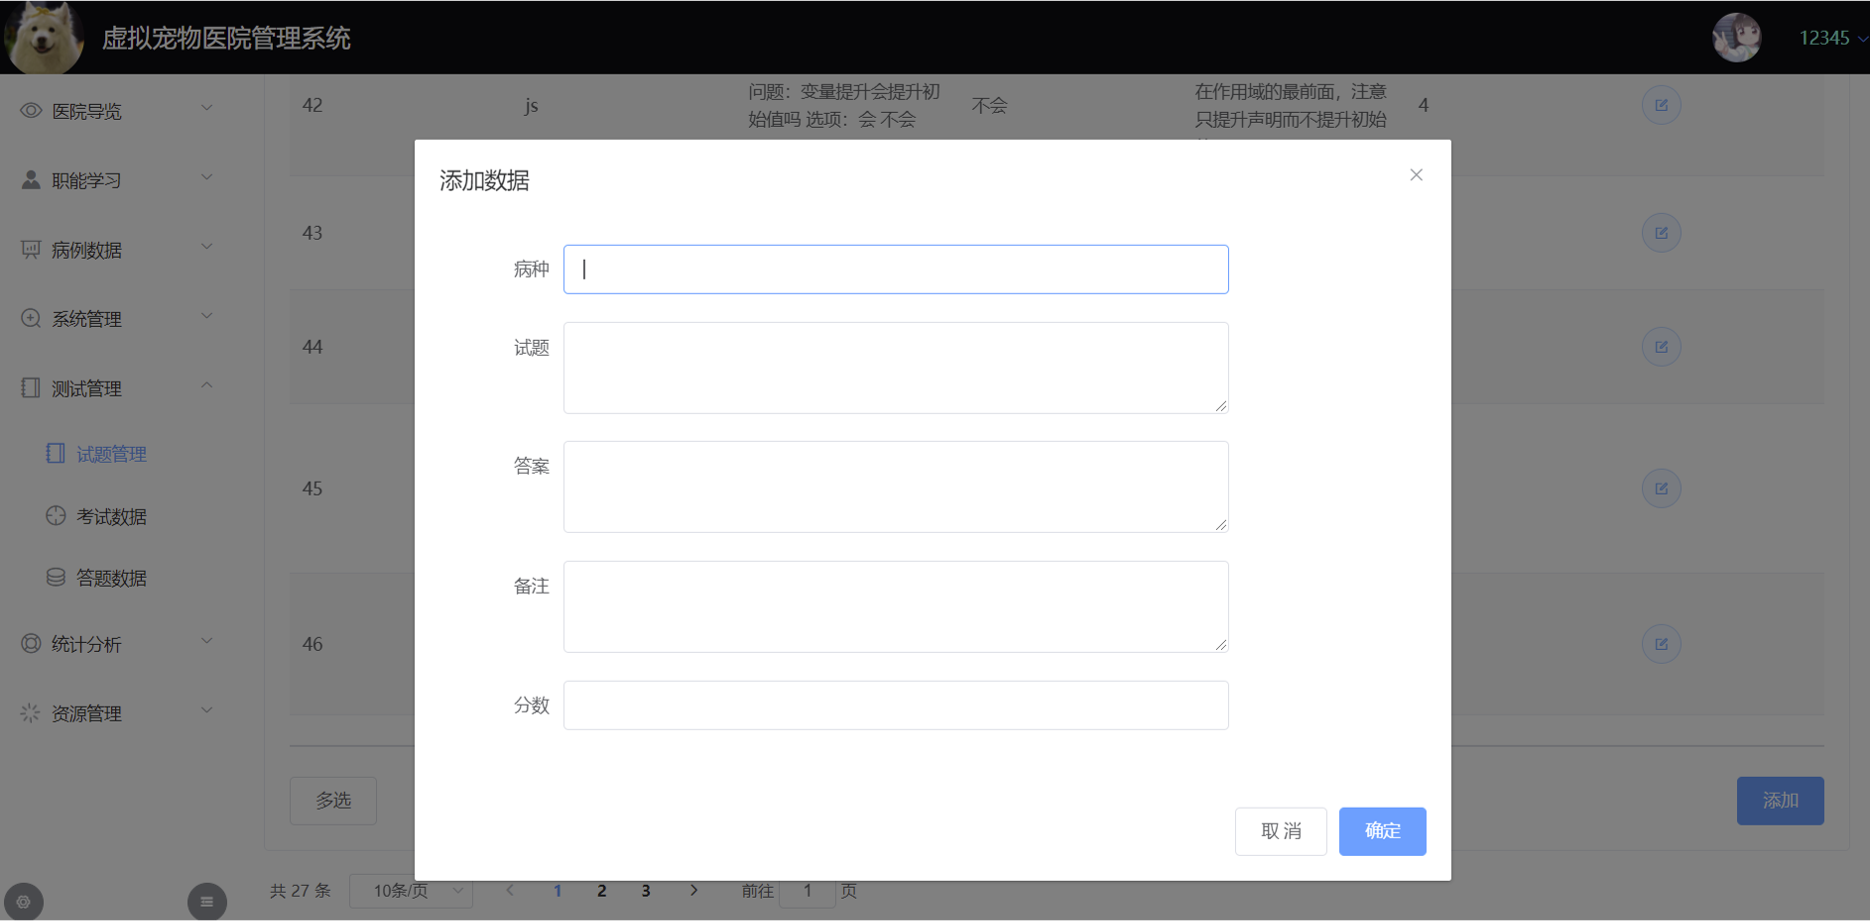 虚拟宠物医院管理系统
12345
医院导览
职能学习
病例数据
系统管理
测试管理
试题管理
考试数据
答题数据
统计分析
资源管理
42
js
问题：变量提升会提升初
始值吗 选项：会 不会
不会
在作用域的最前面，注意
只提升声明而不提升初始
4
43
44
45
46
添加数据
病种
试题
答案
备注
分数
取 消
确定
多选
添加
共 27 条
10条/页
1
2
3
前往
1
页